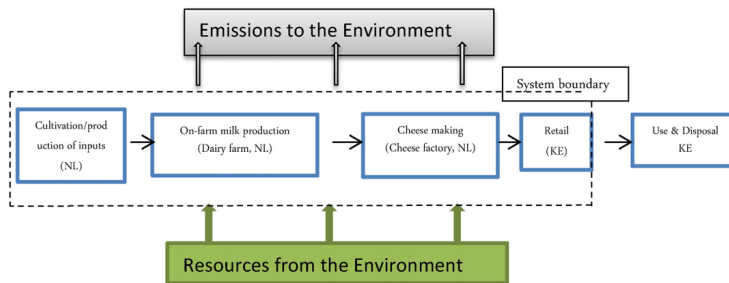 Emissions to the Environment
System boundary
Cultivation/prod
uction of inputs
(NL)
On-farm milk production
(Dairy farm, NL)
Cheese making
(Cheese factory, NL)
Retail
(KE)
Use & Disposal
KE
Resources from the Environment